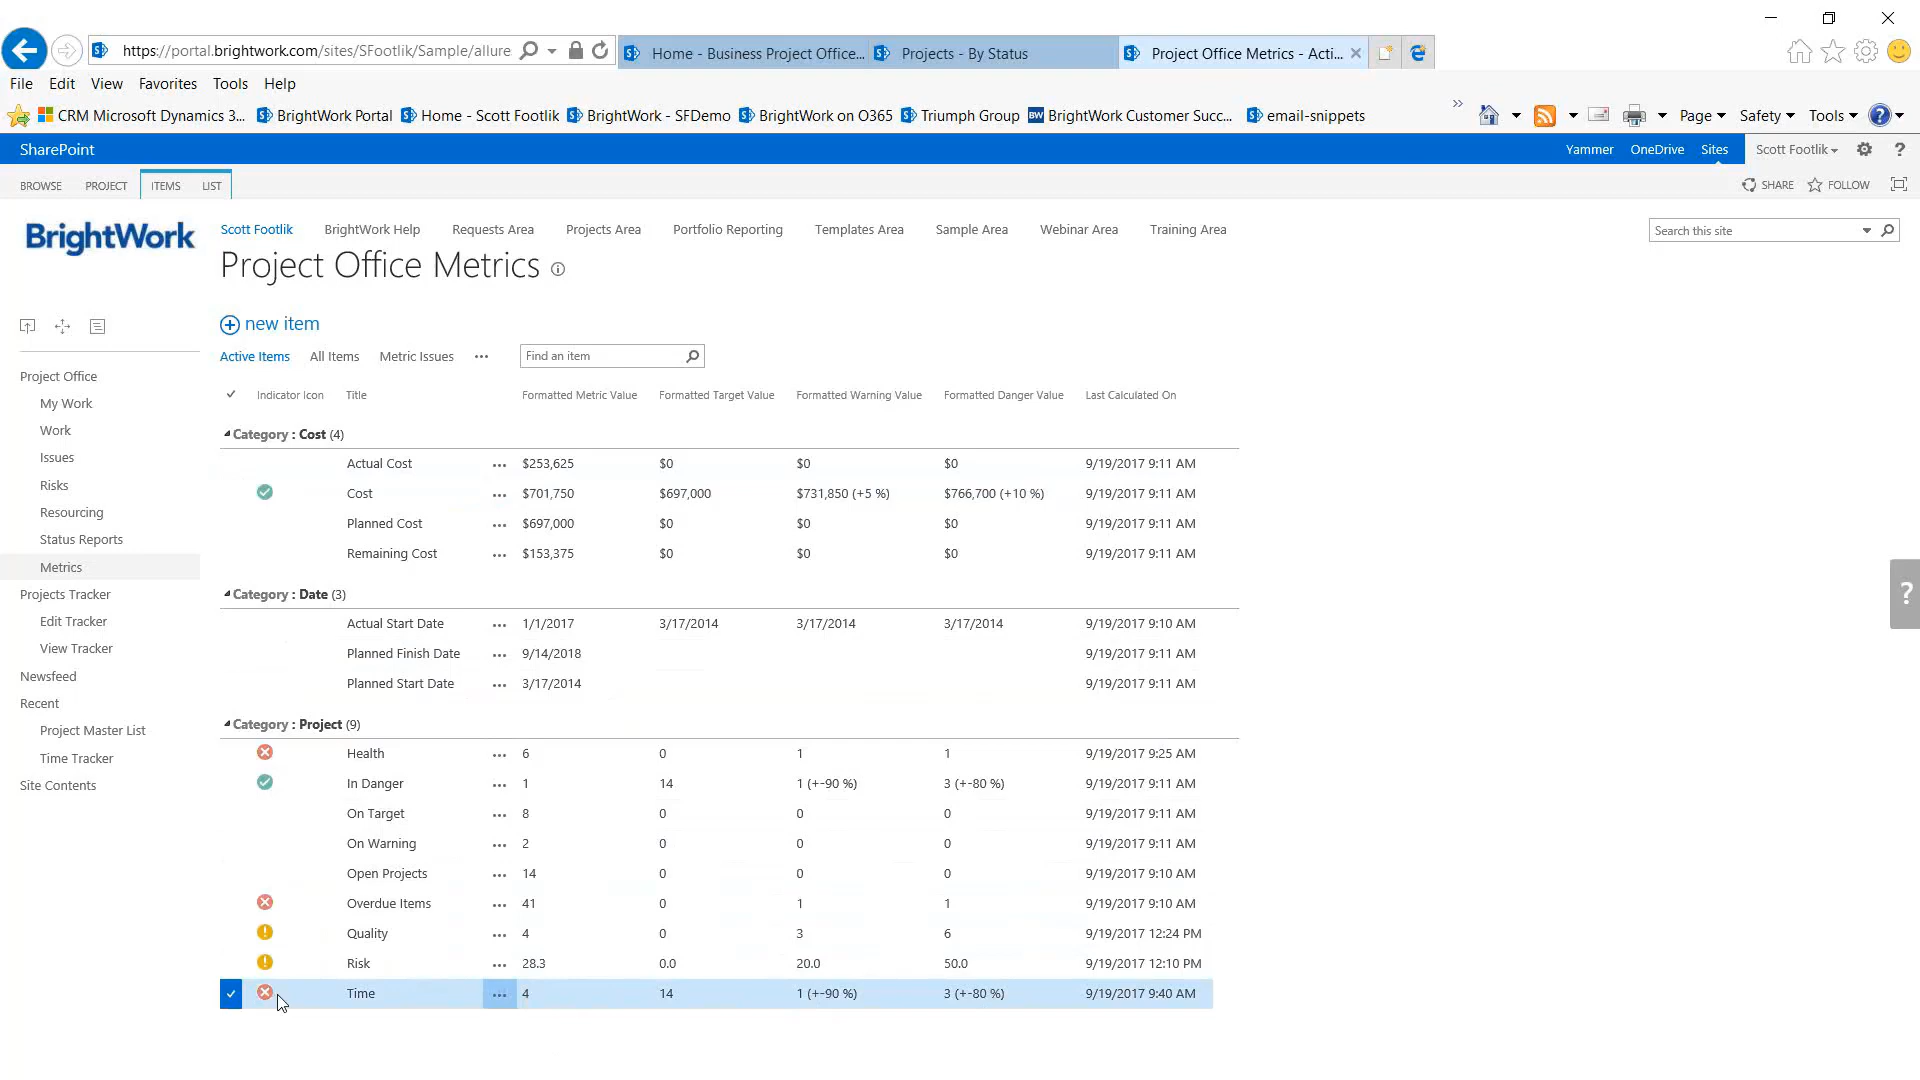 https://portal.brightwork.com/sites/SFootlik/Sample/allure
Home - Business Project Office...
Projects - By Status
Project Office Metrics - Acti...
File Edit View Favorites Tools Help
CRM Microsoft Dynamics 3... BrightWork Portal Home - Scott Footlik BrightWork - SFDemo BrightWork on O365 Triumph Group BW BrightWork Customer Succ... email-snippets » Page Safety Tools
SharePoint
Yammer OneDrive Sites Scott Footlik ?
BROWSE PROJECT ITEMS LIST
SHARE FOLLOW
BrightWork
Scott Footlik BrightWork Help Requests Area Projects Area Portfolio Reporting Templates Area Sample Area Webinar Area Training Area
Search this site
Project Office Metrics
new item
Active Items All Items Metric Issues ... Find an item
Project Office
My Work
Work
Issues
Risks
Resourcing
Status Reports
Metrics
Projects Tracker
Edit Tracker
View Tracker
Newsfeed
Recent
Project Master List
Time Tracker
Site Contents
Indicator Icon Title Formatted Metric Value Formatted Target Value Formatted Warning Value Formatted Danger Value Last Calculated On
Category : Cost (4)
Actual Cost ... $253,625 $0 $0 $0 9/19/2017 9:11 AM
Cost ... $701,750 $697,000 $731,850 (+5 %) $766,700 (+10 %) 9/19/2017 9:11 AM
Planned Cost ... $697,000 $0 $0 $0 9/19/2017 9:11 AM
Remaining Cost ... $153,375 $0 $0 $0 9/19/2017 9:11 AM
Category : Date (3)
Actual Start Date ... 1/1/2017 3/17/2014 3/17/2014 3/17/2014 9/19/2017 9:10 AM
Planned Finish Date ... 9/14/2018 9/19/2017 9:11 AM
Planned Start Date ... 3/17/2014 9/19/2017 9:11 AM
Category : Project (9)
Health ... 6 0 1 1 9/19/2017 9:25 AM
In Danger ... 1 14 1 (+-90 %) 3 (+-80 %) 9/19/2017 9:11 AM
On Target ... 8 0 0 0 9/19/2017 9:11 AM
On Warning ... 2 0 0 0 9/19/2017 9:11 AM
Open Projects ... 14 0 0 0 9/19/2017 9:10 AM
Overdue Items ... 41 0 1 1 9/19/2017 9:10 AM
Quality ... 4 0 3 6 9/19/2017 12:24 PM
Risk ... 28.3 0.0 20.0 50.0 9/19/2017 12:10 PM
Time ... 4 14 1 (+-90 %) 3 (+-80 %) 9/19/2017 9:40 AM
?